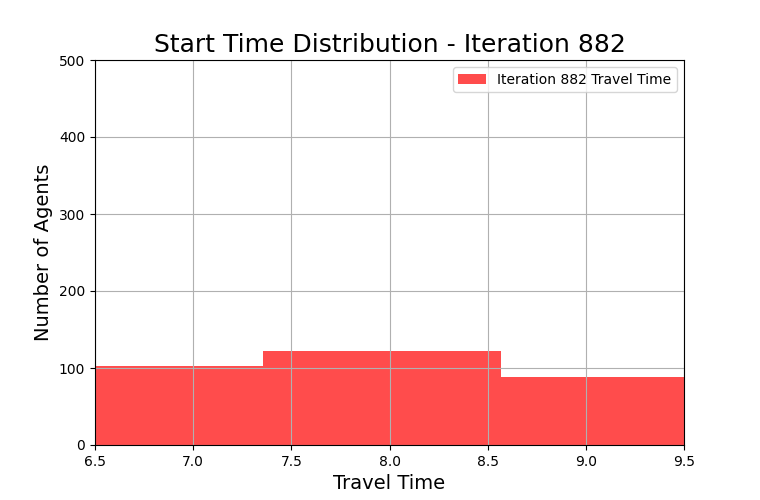 Start Time Distribution - Iteration 882
500
400
300
200
100
0
Number of Agents
Iteration 882 Travel Time
6.5 7.0 7.5 8.0 8.5 9.0 9.5
Travel Time